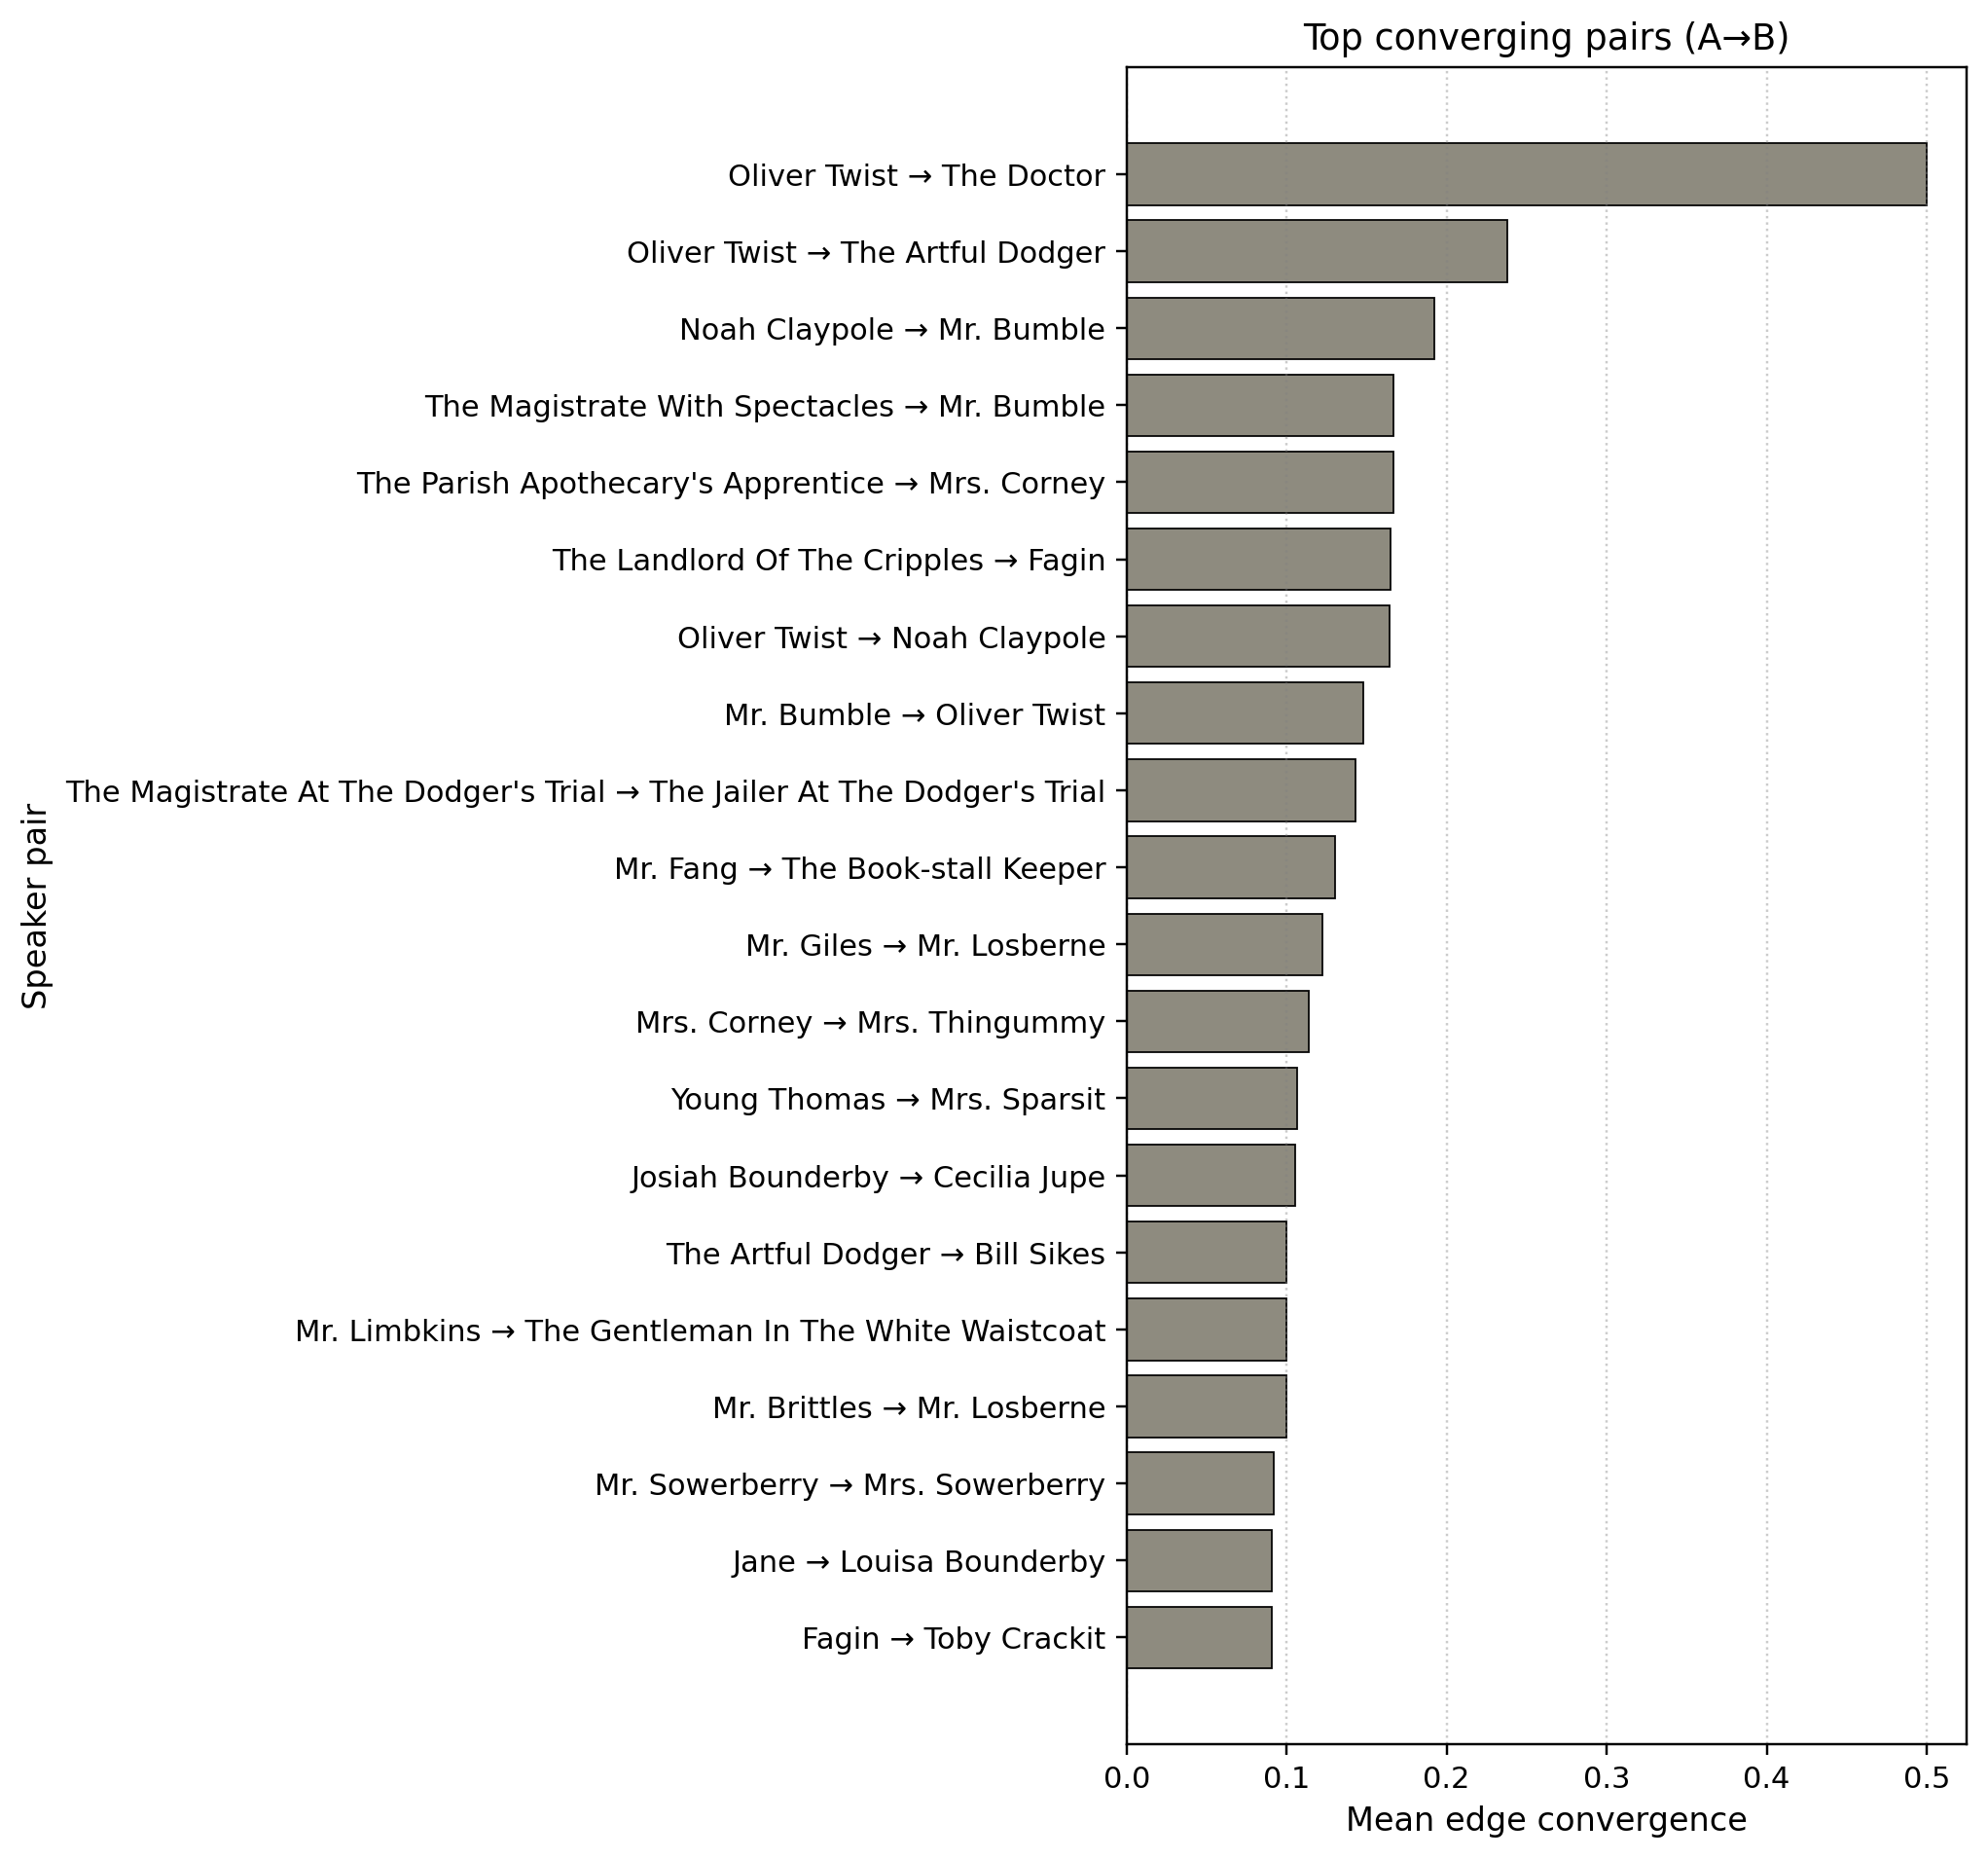 Top converging pairs (A→B)
Oliver Twist → The Doctor
Oliver Twist → The Artful Dodger
Noah Claypole → Mr. Bumble
The Magistrate With Spectacles → Mr. Bumble
The Parish Apothecary's Apprentice → Mrs. Corney
The Landlord Of The Cripples → Fagin
Oliver Twist → Noah Claypole
Mr. Bumble → Oliver Twist
The Magistrate At The Dodger's Trial → The Jailer At The Dodger's Trial
Mr. Fang → The Book-stall Keeper
Mr. Giles → Mr. Losberne
Mrs. Corney → Mrs. Thingummy
Young Thomas → Mrs. Sparsit
Josiah Bounderby → Cecilia Jupe
The Artful Dodger → Bill Sikes
Mr. Limbkins → The Gentleman In The White Waistcoat
Mr. Brittles → Mr. Losberne
Mr. Sowerberry → Mrs. Sowerberry
Jane → Louisa Bounderby
Fagin → Toby Crackit
Speaker pair
0.0 0.1 0.2 0.3 0.4 0.5
Mean edge convergence